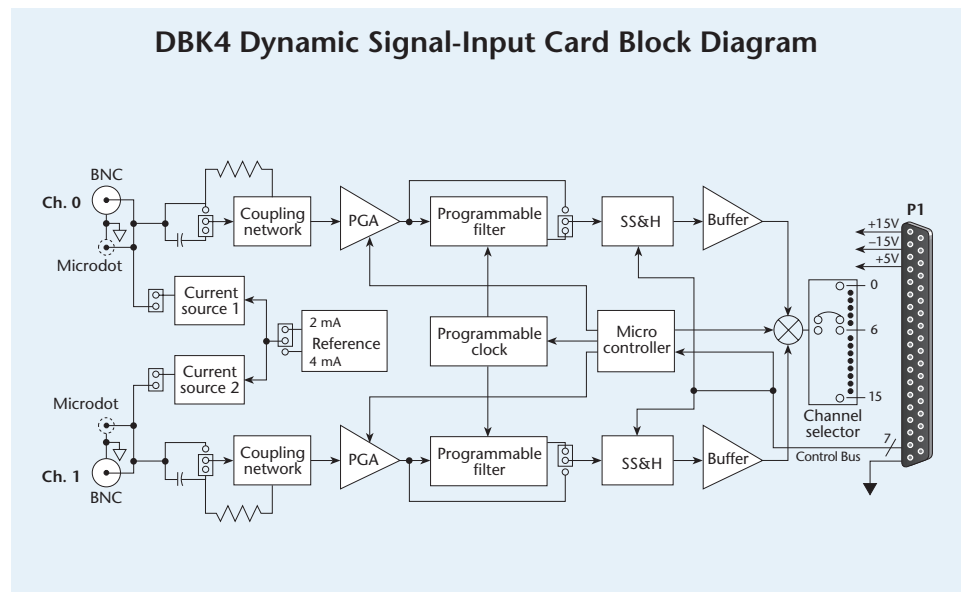 DBK4 Dynamic Signal-Input Card Block Diagram
BNC
Ch. 0
Microdot
Coupling
network
PGA
Programmable
filter
SS&H
Buffer
P1
+15V
–15V
+5V
Current
source 1
2 mA
Reference
4 mA
Programmable
clock
Micro
controller
0
6
15
Channel
selector
Current
source 2
Microdot
Ch. 1
BNC
Coupling
network
PGA
Programmable
filter
SS&H
Buffer
7
Control Bus